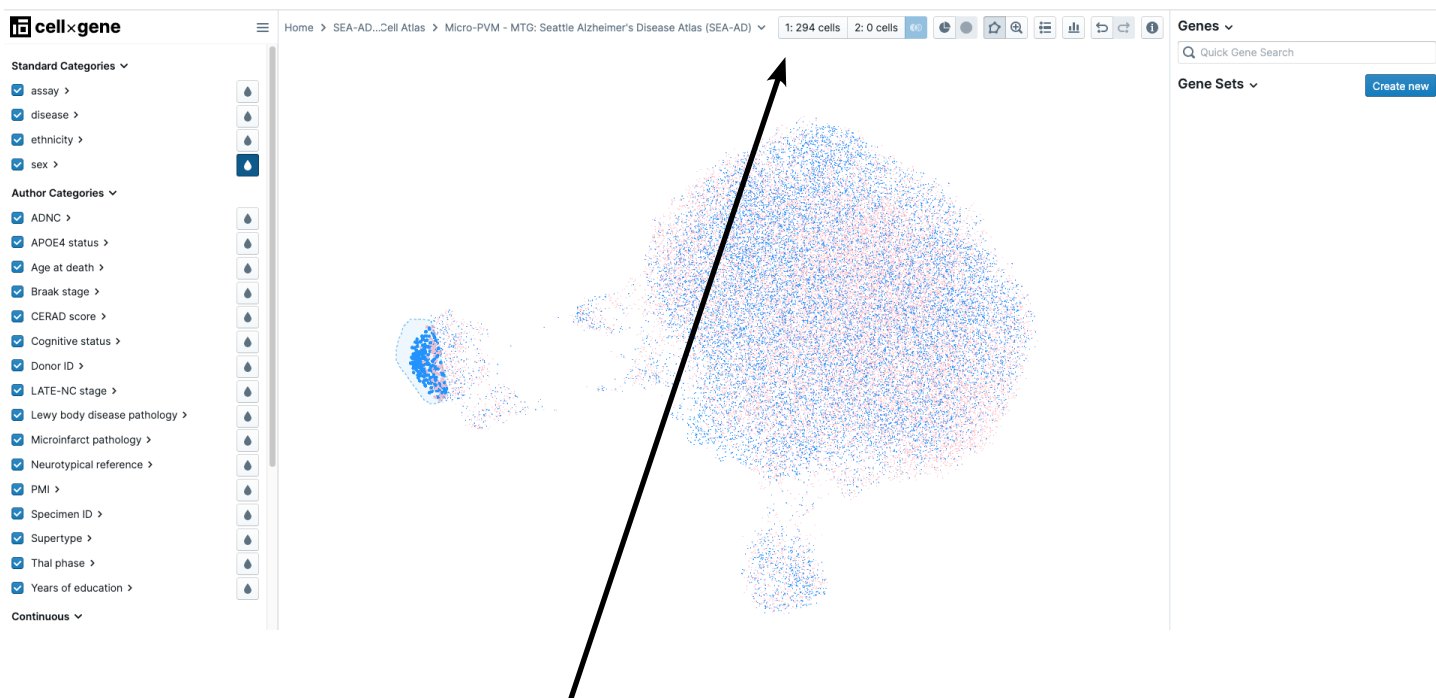 cell×gene
Home > SEA-AD...Cell Atlas > Micro-PVM - MTG: Seattle Alzheimer's Disease Atlas (SEA-AD)
1: 294 cells
2: 0 cells
Standard Categories
assay
disease
ethnicity
sex
Author Categories
ADNC
APOE4 status
Age at death
Braak stage
CERAD score
Cognitive status
Donor ID
LATE-NC stage
Lewy body disease pathology
Microinfarct pathology
Neurotypical reference
PMI
Specimen ID
Supertype
Thal phase
Years of education
Continuous
Genes
Quick Gene Search
Gene Sets
Create new